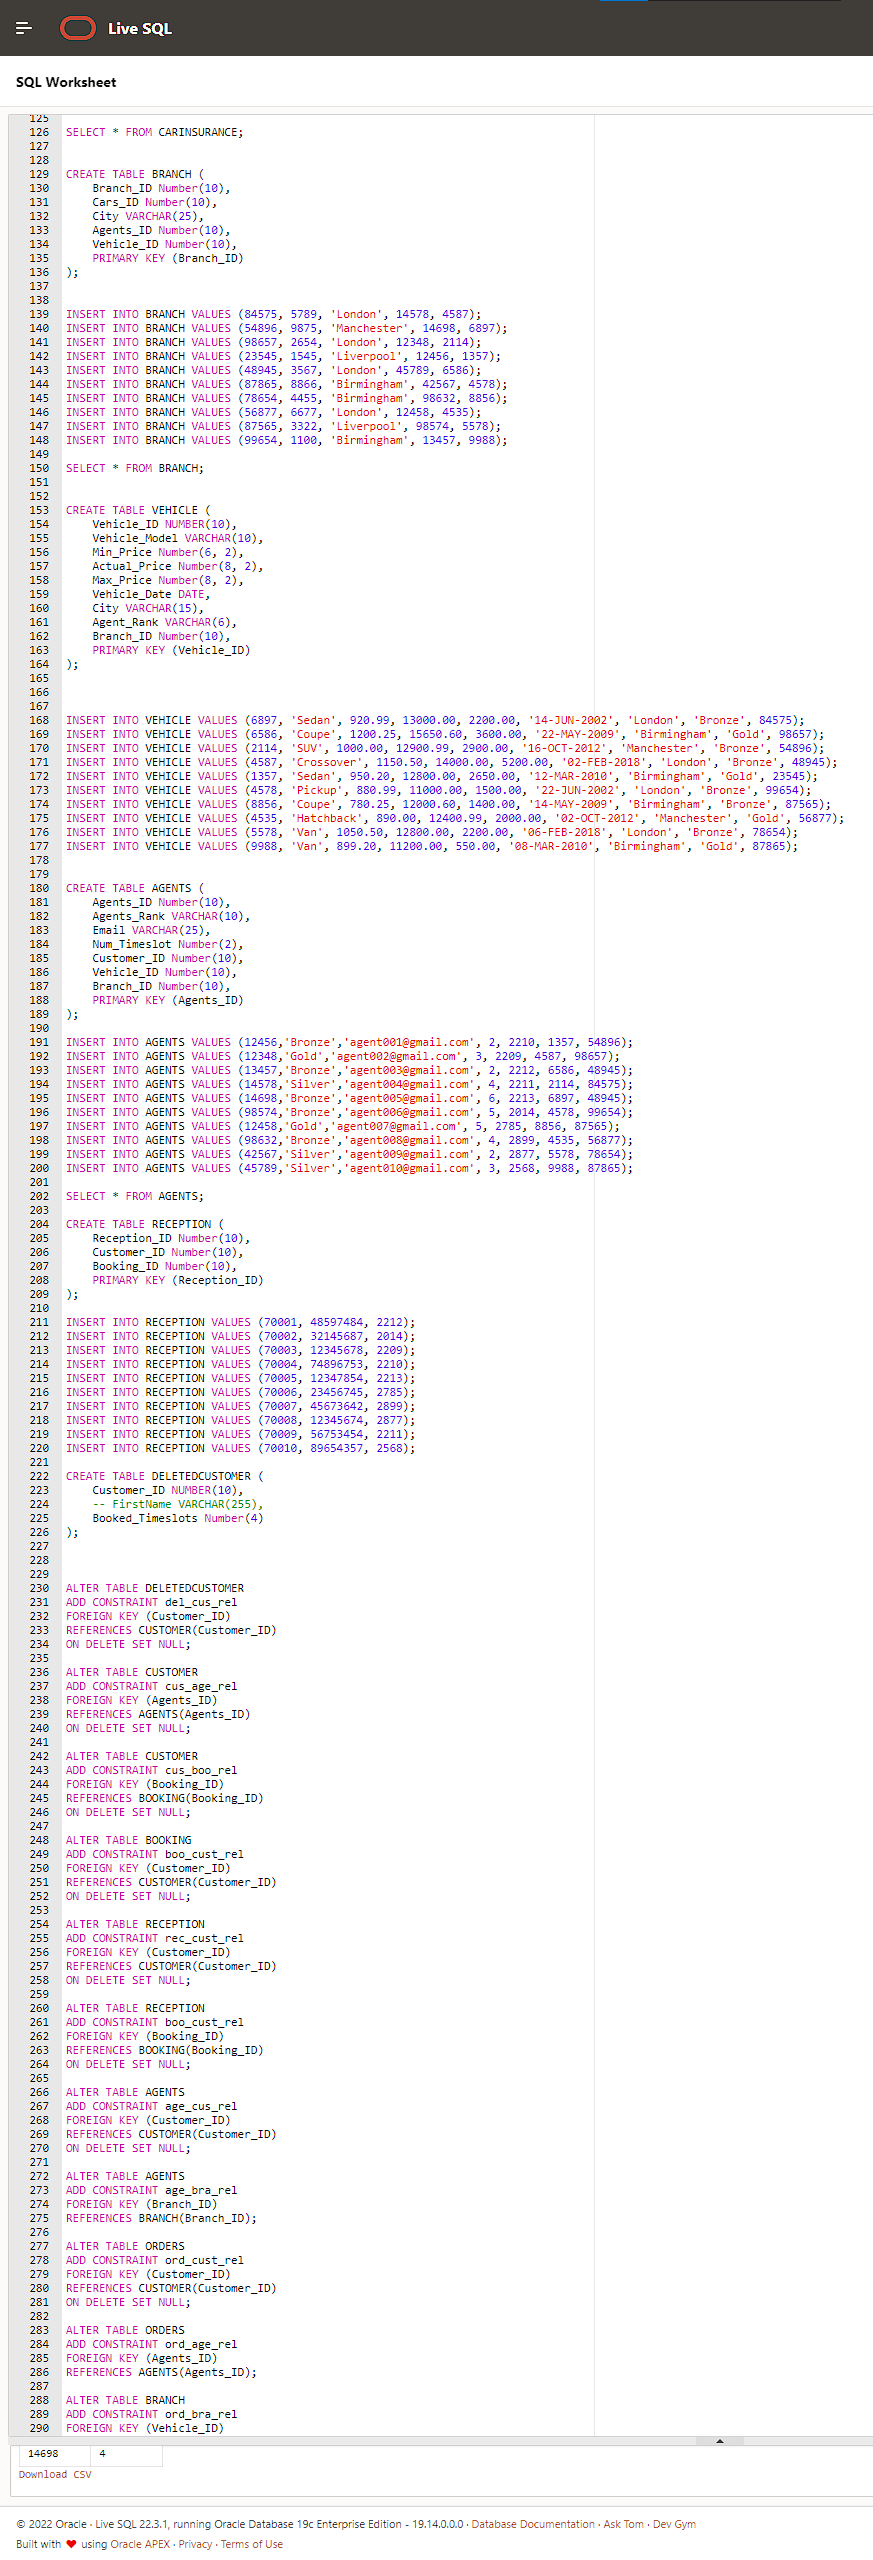 Live SQL
SQL Worksheet
125
126 SELECT * FROM CARINSURANCE;
127
128
129 CREATE TABLE BRANCH (
130 Branch_ID Number(10),
131 Cars_ID Number(10),
132 City VARCHAR(25),
133 Agents_ID Number(10),
134 Vehicle_ID Number(10),
135 PRIMARY KEY (Branch_ID)
136 );
137
138
139 INSERT INTO BRANCH VALUES (84575, 5789, 'London', 14578, 4587);
140 INSERT INTO BRANCH VALUES (54896, 9875, 'Manchester', 14698, 6897);
141 INSERT INTO BRANCH VALUES (98657, 2654, 'London', 12348, 2114);
142 INSERT INTO BRANCH VALUES (23545, 1545, 'Liverpool', 12456, 1357);
143 INSERT INTO BRANCH VALUES (48945, 3567, 'London', 45789, 6586);
144 INSERT INTO BRANCH VALUES (87865, 8866, 'Birmingham', 42567, 4578);
145 INSERT INTO BRANCH VALUES (78654, 4455, 'Birmingham', 98632, 8856);
146 INSERT INTO BRANCH VALUES (56877, 6677, 'London', 12458, 4535);
147 INSERT INTO BRANCH VALUES (87565, 3322, 'Liverpool', 98574, 5578);
148 INSERT INTO BRANCH VALUES (99654, 1100, 'Birmingham', 13457, 9988);
149
150 SELECT * FROM BRANCH;
151
152
153 CREATE TABLE VEHICLE (
154 Vehicle_ID NUMBER(10),
155 Vehicle_Model VARCHAR(10),
156 Min_Price Number(6, 2),
157 Actual_Price Number(8, 2),
158 Max_Price Number(8, 2),
159 Vehicle_Date DATE,
160 City VARCHAR(15),
161 Agent_Rank VARCHAR(6),
162 Branch_ID Number(10),
163 PRIMARY KEY (Vehicle_ID)
164 );
165
166
167
168 INSERT INTO VEHICLE VALUES (6897, 'Sedan', 920.99, 13000.00, 2200.00, '14-JUN-2002', 'London', 'Bronze', 84575);
169 INSERT INTO VEHICLE VALUES (6586, 'Coupe', 1200.25, 15650.60, 3600.00, '22-MAY-2009', 'Birmingham', 'Gold', 98657);
170 INSERT INTO VEHICLE VALUES (2114, 'SUV', 1000.00, 12900.99, 2900.00, '16-OCT-2012', 'Manchester', 'Bronze', 54896);
171 INSERT INTO VEHICLE VALUES (4587, 'Crossover', 1150.50, 14000.00, 5200.00, '02-FEB-2018', 'London', 'Bronze', 48945);
172 INSERT INTO VEHICLE VALUES (1357, 'Sedan', 950.20, 12800.00, 2650.00, '12-MAR-2010', 'Birmingham', 'Gold', 23545);
173 INSERT INTO VEHICLE VALUES (4578, 'Pickup', 880.99, 11000.00, 1500.00, '22-JUN-2002', 'London', 'Bronze', 99654);
174 INSERT INTO VEHICLE VALUES (8856, 'Coupe', 780.25, 12000.60, 1400.00, '14-MAY-2009', 'Birmingham', 'Bronze', 87565);
175 INSERT INTO VEHICLE VALUES (4535, 'Hatchback', 890.00, 12400.99, 2000.00, '02-OCT-2012', 'Manchester', 'Gold', 56877);
176 INSERT INTO VEHICLE VALUES (5578, 'Van', 1050.50, 12800.00, 2200.00, '06-FEB-2018', 'London', 'Bronze', 78654);
177 INSERT INTO VEHICLE VALUES (9988, 'Van', 899.20, 11200.00, 550.00, '08-MAR-2010', 'Birmingham', 'Gold', 87865);
178
179
180 CREATE TABLE AGENTS (
181 Agents_ID Number(10),
182 Agents_Rank VARCHAR(10),
183 Email VARCHAR(25),
184 Num_Timeslot Number(2),
185 Customer_ID Number(10),
186 Vehicle_ID Number(10),
187 Branch_ID Number(10),
188 PRIMARY KEY (Agents_ID)
189 );
190
191 INSERT INTO AGENTS VALUES (12456,'Bronze','agent001@gmail.com', 2, 2210, 1357, 54896);
192 INSERT INTO AGENTS VALUES (12348,'Gold','agent002@gmail.com', 3, 2209, 4587, 98657);
193 INSERT INTO AGENTS VALUES (13457,'Bronze','agent003@gmail.com', 2, 2212, 6586, 48945);
194 INSERT INTO AGENTS VALUES (14578,'Silver','agent004@gmail.com', 4, 2211, 2114, 84575);
195 INSERT INTO AGENTS VALUES (14698,'Bronze','agent005@gmail.com', 6, 2213, 6897, 48945);
196 INSERT INTO AGENTS VALUES (98574,'Bronze','agent006@gmail.com', 5, 2014, 4578, 99654);
197 INSERT INTO AGENTS VALUES (12458,'Gold','agent007@gmail.com', 5, 2785, 8856, 87565);
198 INSERT INTO AGENTS VALUES (98632,'Bronze','agent008@gmail.com', 4, 2899, 4535, 56877);
199 INSERT INTO AGENTS VALUES (42567,'Silver','agent009@gmail.com', 2, 2877, 5578, 78654);
200 INSERT INTO AGENTS VALUES (45789,'Silver','agent010@gmail.com', 3, 2568, 9988, 87865);
201
202 SELECT * FROM AGENTS;
203
204 CREATE TABLE RECEPTION (
205 Reception_ID Number(10),
206 Customer_ID Number(10),
207 Booking_ID Number(10),
208 PRIMARY KEY (Reception_ID)
209 );
210
211 INSERT INTO RECEPTION VALUES (70001, 48597484, 2212);
212 INSERT INTO RECEPTION VALUES (70002, 32145687, 2014);
213 INSERT INTO RECEPTION VALUES (70003, 12345678, 2209);
214 INSERT INTO RECEPTION VALUES (70004, 74896753, 2210);
215 INSERT INTO RECEPTION VALUES (70005, 12347854, 2213);
216 INSERT INTO RECEPTION VALUES (70006, 23456745, 2785);
217 INSERT INTO RECEPTION VALUES (70007, 45673642, 2899);
218 INSERT INTO RECEPTION VALUES (70008, 12345674, 2877);
219 INSERT INTO RECEPTION VALUES (70009, 56753454, 2211);
220 INSERT INTO RECEPTION VALUES (70010, 89654357, 2568);
221
222 CREATE TABLE DELETEDCUSTOMER (
223 Customer_ID NUMBER(10),
224 -- FirstName VARCHAR(255),
225 Booked_Timeslots Number(4)
226 );
227
228
229
230 ALTER TABLE DELETEDCUSTOMER
231 ADD CONSTRAINT del_cus_rel
232 FOREIGN KEY (Customer_ID)
233 REFERENCES CUSTOMER(Customer_ID)
234 ON DELETE SET NULL;
235
236 ALTER TABLE CUSTOMER
237 ADD CONSTRAINT cus_age_rel
238 FOREIGN KEY (Agents_ID)
239 REFERENCES AGENTS(Agents_ID)
240 ON DELETE SET NULL;
241
242 ALTER TABLE CUSTOMER
243 ADD CONSTRAINT cus_boo_rel
244 FOREIGN KEY (Booking_ID)
245 REFERENCES BOOKING(Booking_ID)
246 ON DELETE SET NULL;
247
248 ALTER TABLE BOOKING
249 ADD CONSTRAINT boo_cust_rel
250 FOREIGN KEY (Customer_ID)
251 REFERENCES CUSTOMER(Customer_ID)
252 ON DELETE SET NULL;
253
254 ALTER TABLE RECEPTION
255 ADD CONSTRAINT rec_cust_rel
256 FOREIGN KEY (Customer_ID)
257 REFERENCES CUSTOMER(Customer_ID)
258 ON DELETE SET NULL;
259
260 ALTER TABLE RECEPTION
261 ADD CONSTRAINT boo_cust_rel
262 FOREIGN KEY (Booking_ID)
263 REFERENCES BOOKING(Booking_ID)
264 ON DELETE SET NULL;
265
266 ALTER TABLE AGENTS
267 ADD CONSTRAINT age_cus_rel
268 FOREIGN KEY (Customer_ID)
269 REFERENCES CUSTOMER(Customer_ID)
270 ON DELETE SET NULL;
271
272 ALTER TABLE AGENTS
273 ADD CONSTRAINT age_bra_rel
274 FOREIGN KEY (Branch_ID)
275 REFERENCES BRANCH(Branch_ID);
276
277 ALTER TABLE ORDERS
278 ADD CONSTRAINT ord_cust_rel
279 FOREIGN KEY (Customer_ID)
280 REFERENCES CUSTOMER(Customer_ID)
281 ON DELETE SET NULL;
282
283 ALTER TABLE ORDERS
284 ADD CONSTRAINT ord_age_rel
285 FOREIGN KEY (Agents_ID)
286 REFERENCES AGENTS(Agents_ID);
287
288 ALTER TABLE BRANCH
289 ADD CONSTRAINT ord_bra_rel
290 FOREIGN KEY (Vehicle_ID)
14698 4
Download CSV
© 2022 Oracle · Live SQL 22.3.1, running Oracle Database 19c Enterprise Edition - 19.14.0.0.0 · Database Documentation · Ask Tom · Dev Gym
Built with ❤ using Oracle APEX · Privacy · Terms of Use